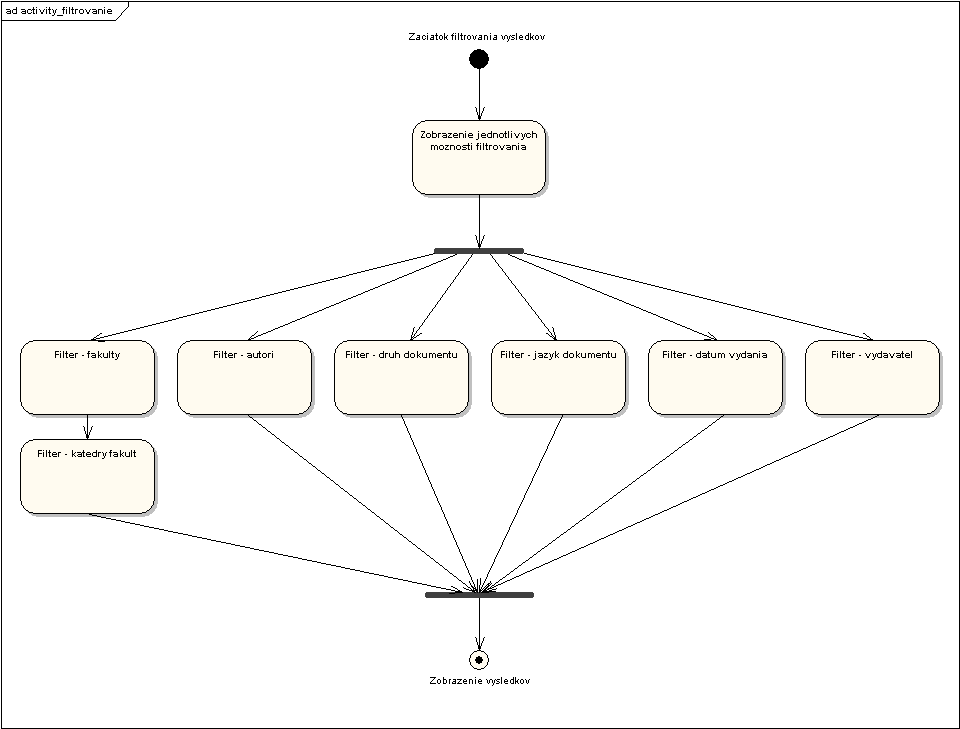 ad activity_filtrovanie
Zaciatok filtrovania vysledkov
Zobrazenie jednotlivych
moznosti filtrovania
Filter - fakulty
Filter - autori
Filter - druh dokumentu
Filter - jazyk dokumentu
Filter - datum vydania
Filter - vydavatel
Filter - katedry fakult
Zobrazenie vysledkov